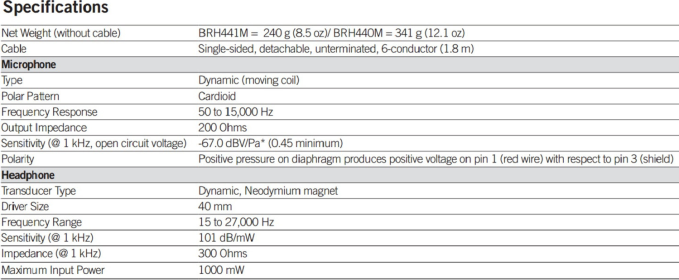 Specifications
Net Weight (without cable) BRH441M = 240 g (8.5 oz)/ BRH440M = 341 g (12.1 oz)
Cable Single-sided, detachable, unterminated, 6-conductor (1.8 m)
Microphone
Type Dynamic (moving coil)
Polar Pattern Cardioid
Frequency Response 50 to 15,000 Hz
Output Impedance 200 Ohms
Sensitivity (@ 1 kHz, open circuit voltage) -67.0 dBV/Pa* (0.45 minimum)
Polarity Positive pressure on diaphragm produces positive voltage on pin 1 (red wire) with respect to pin 3 (shield)
Headphone
Transducer Type Dynamic, Neodymium magnet
Driver Size 40 mm
Frequency Range 15 to 27,000 Hz
Sensitivity (@ 1 kHz) 101 dB/mW
Impedance (@ 1 kHz) 300 Ohms
Maximum Input Power 1000 mW